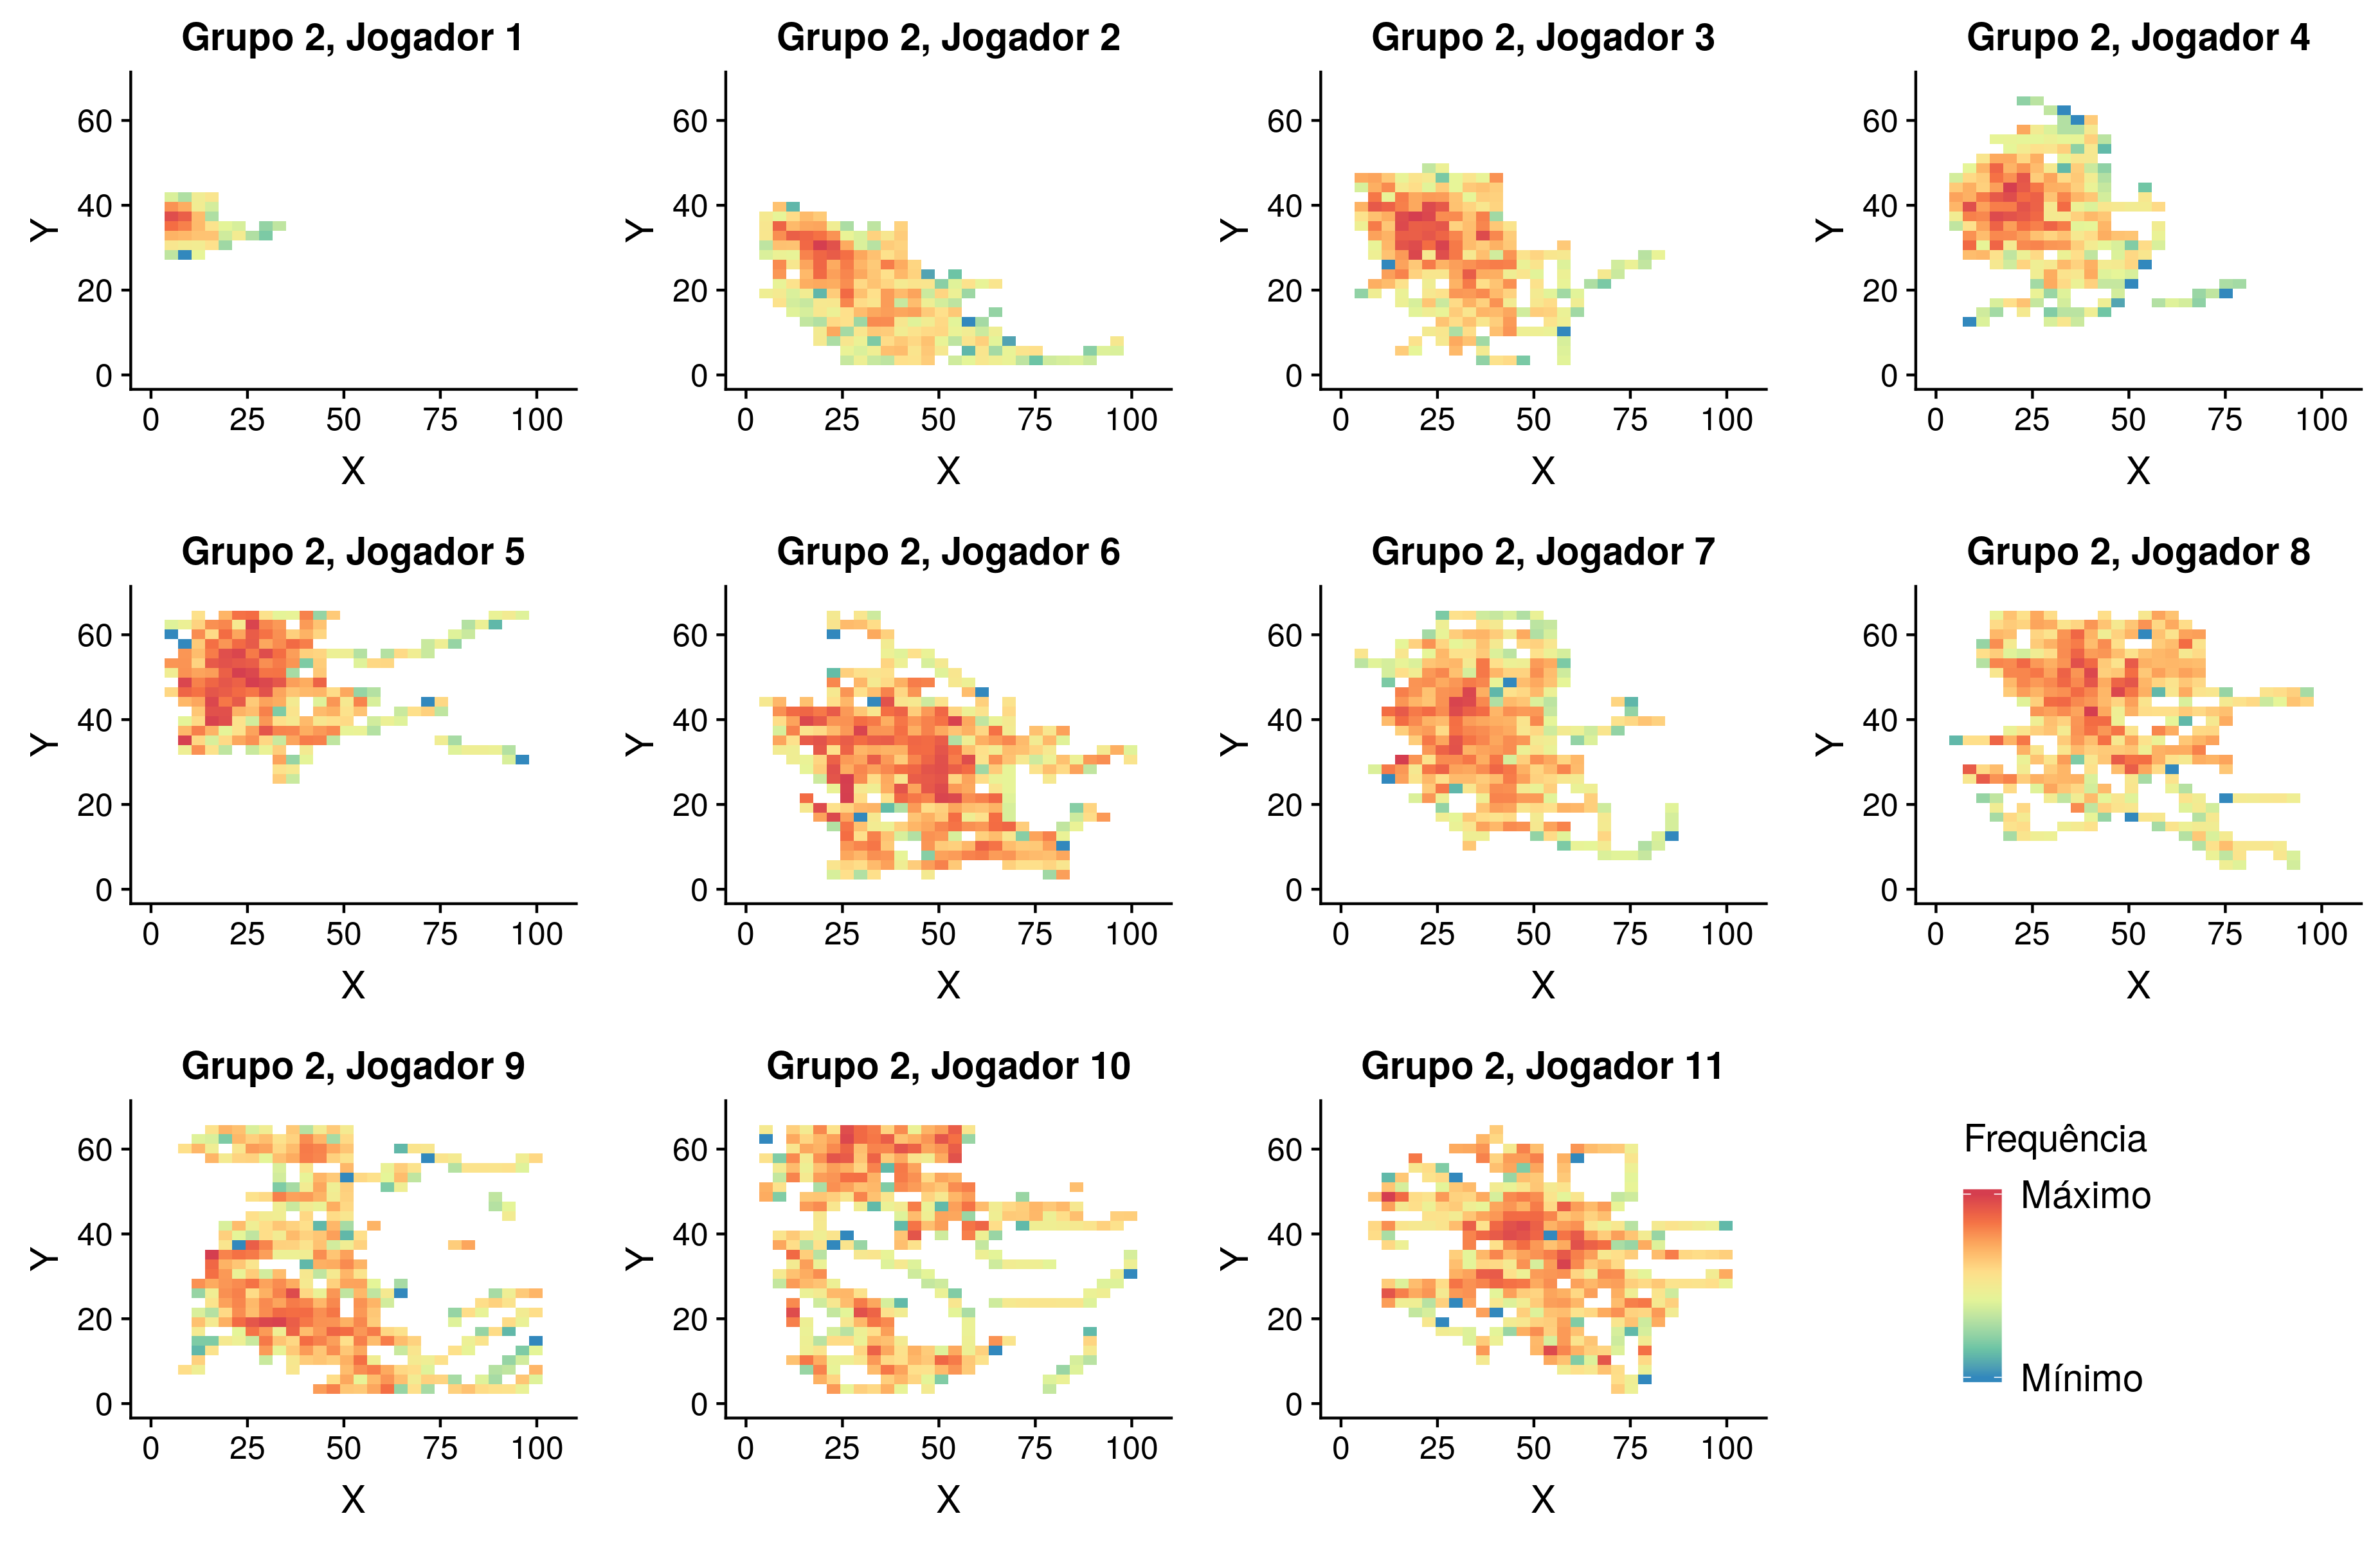 Grupo 2, Jogador 1
Y
60
40
20
0
0 25 50 75 100
X
Grupo 2, Jogador 2
Y
60
40
20
0
0 25 50 75 100
X
Grupo 2, Jogador 3
Y
60
40
20
0
0 25 50 75 100
X
Grupo 2, Jogador 4
Y
60
40
20
0
0 25 50 75 100
X
Grupo 2, Jogador 5
Y
60
40
20
0
0 25 50 75 100
X
Grupo 2, Jogador 6
Y
60
40
20
0
0 25 50 75 100
X
Grupo 2, Jogador 7
Y
60
40
20
0
0 25 50 75 100
X
Grupo 2, Jogador 8
Y
60
40
20
0
0 25 50 75 100
X
Grupo 2, Jogador 9
Y
60
40
20
0
0 25 50 75 100
X
Grupo 2, Jogador 10
Y
60
40
20
0
0 25 50 75 100
X
Grupo 2, Jogador 11
Y
60
40
20
0
0 25 50 75 100
X
Frequência
Máximo
Mínimo